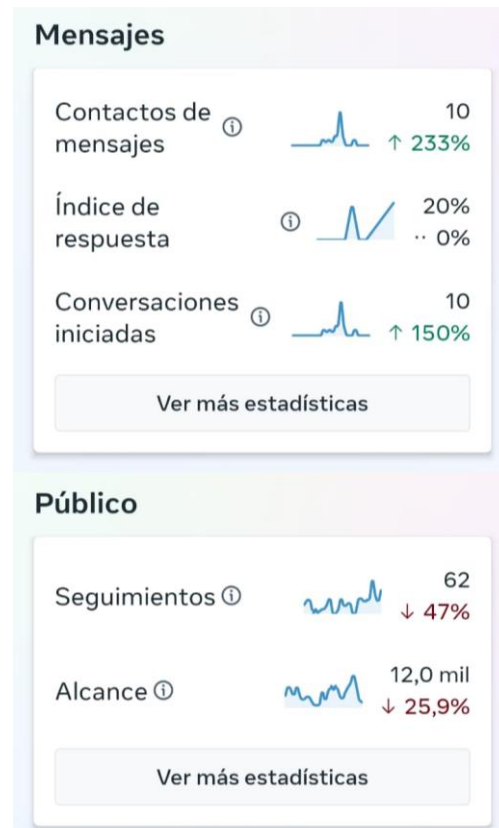 Mensajes
Contactos de
mensajes
10
↑ 233%
Índice de
respuesta
20%
·· 0%
Conversaciones
iniciadas
10
↑ 150%
Ver más estadísticas
Público
Seguimientos
62
↓ 47%
Alcance
12,0 mil
↓ 25,9%
Ver más estadísticas